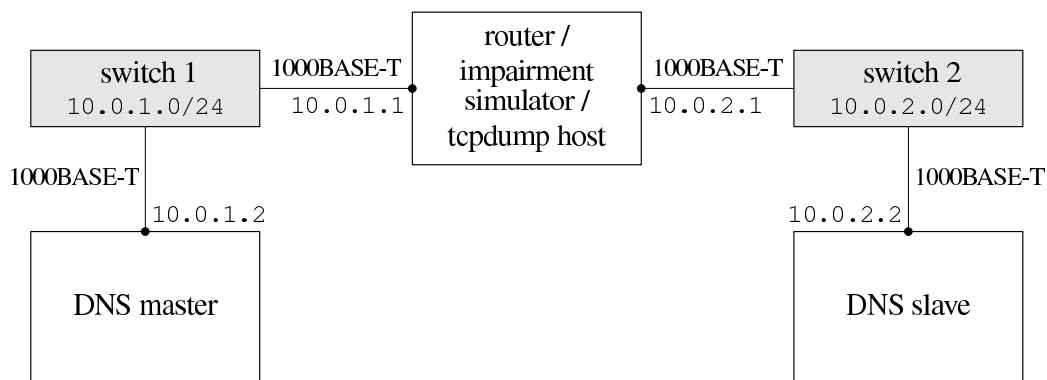 router /
impairment
simulator /
tcpdump host
switch 1
10.0.1.0/24
1000BASE-T
10.0.1.1
1000BASE-T
10.0.2.1
switch 2
10.0.2.0/24
1000BASE-T
10.0.1.2
DNS master
1000BASE-T
10.0.2.2
DNS slave